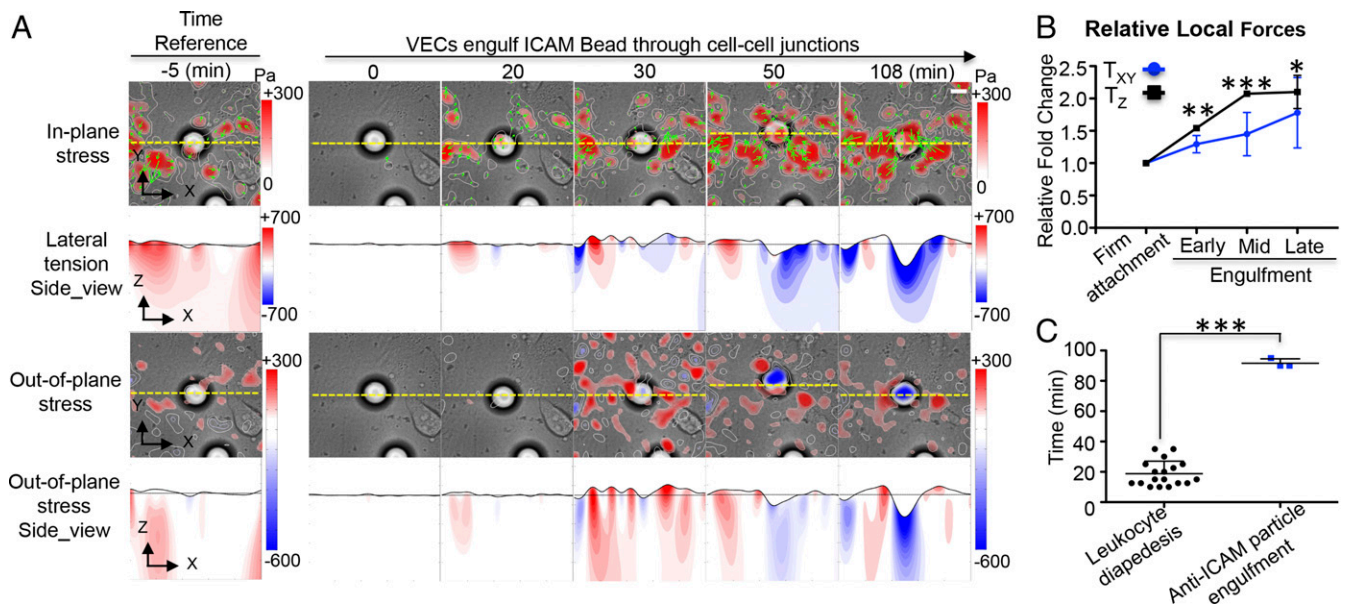 A
Time
Reference
-5 (min)
VECs engulf ICAM Bead through cell-cell junctions
0
20
30
50
108 (min)
Pa
+300
0
Pa
+300
0
In-plane
stress
Y
X
Lateral
tension
Side_view
Z
X
+700
-700
+700
-700
Out-of-plane
stress
Y
X
Out-of-plane
stress
Side_view
Z
X
+300
-600
+300
-600
B
Relative Local Forces
Relative Fold Change
2.5
2.0
1.5
1.0
0.5
0.0
TXY
TZ
**
***
*
Firm
attachment
Early
Mid
Late
Engulfment
C
Time (min)
100
80
60
40
20
0
***
Leukocyte
diapedesis
Anti-ICAM particle
engulfment